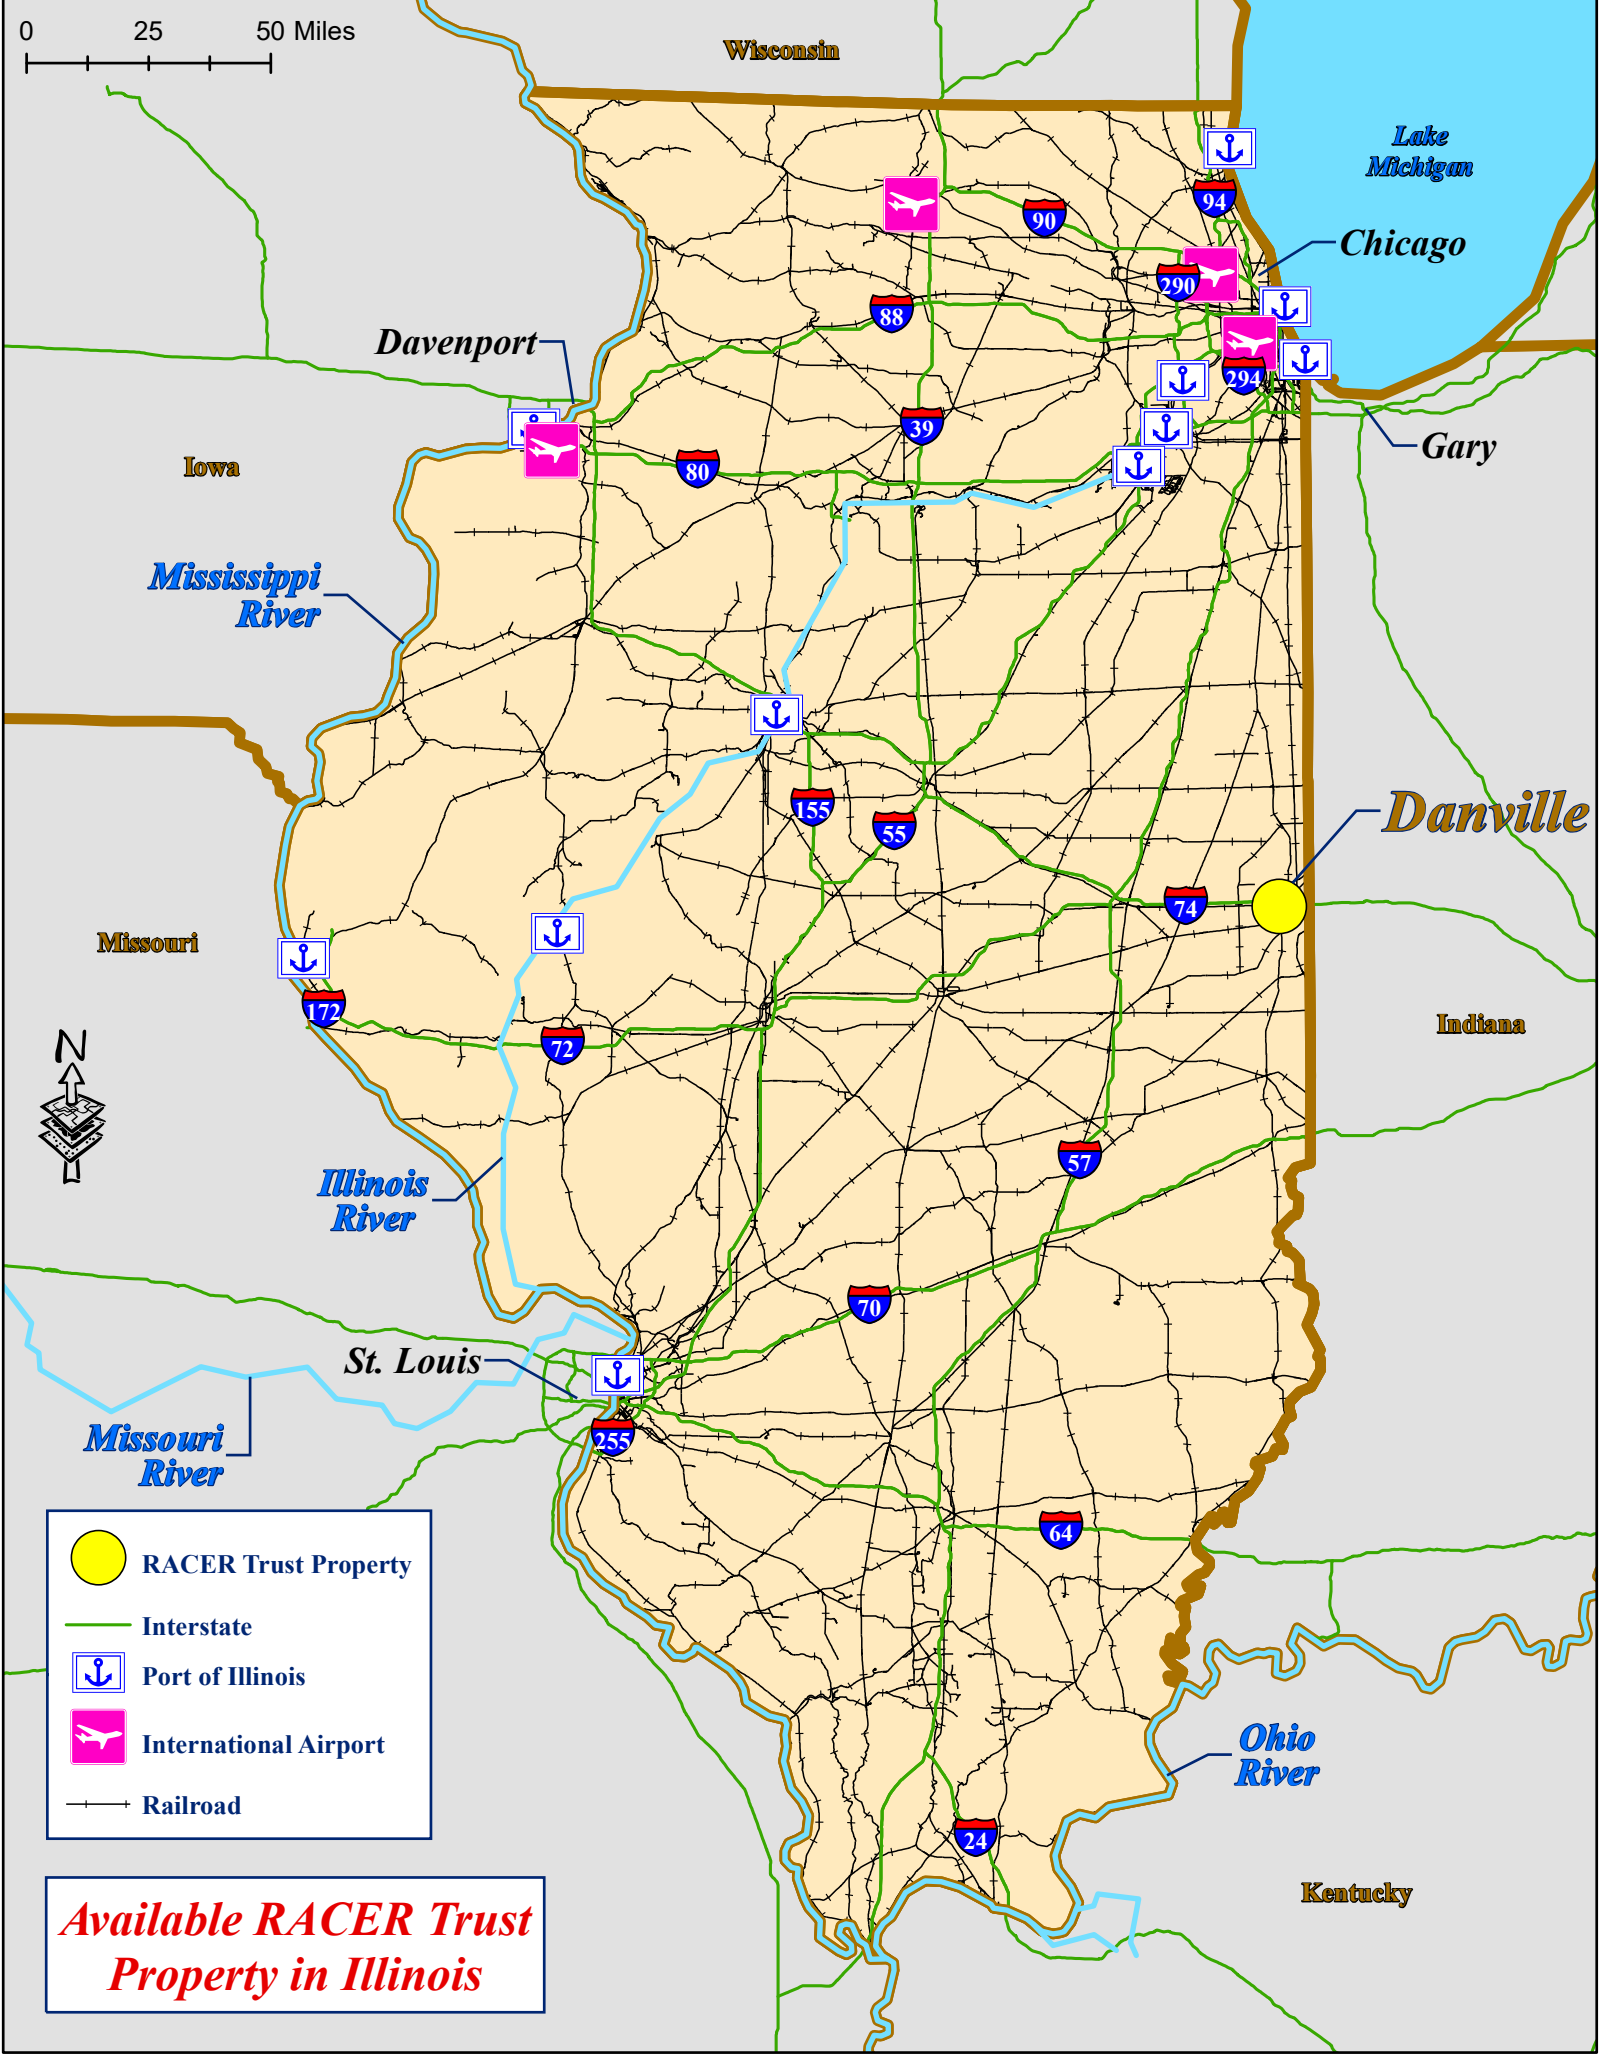 0 25 50 Miles
Wisconsin
Lake
Michigan
94
90
Chicago
290
88
Davenport
294
39
Gary
80
Iowa
Mississippi
River
Danville
155
55
74
Missouri
172
Indiana
72
N
57
Illinois
River
70
St. Louis
Missouri
River
255
64
RACER Trust Property
Interstate
Port of Illinois
International Airport
Railroad
Ohio
River
24
Kentucky
Available RACER Trust
Property in Illinois